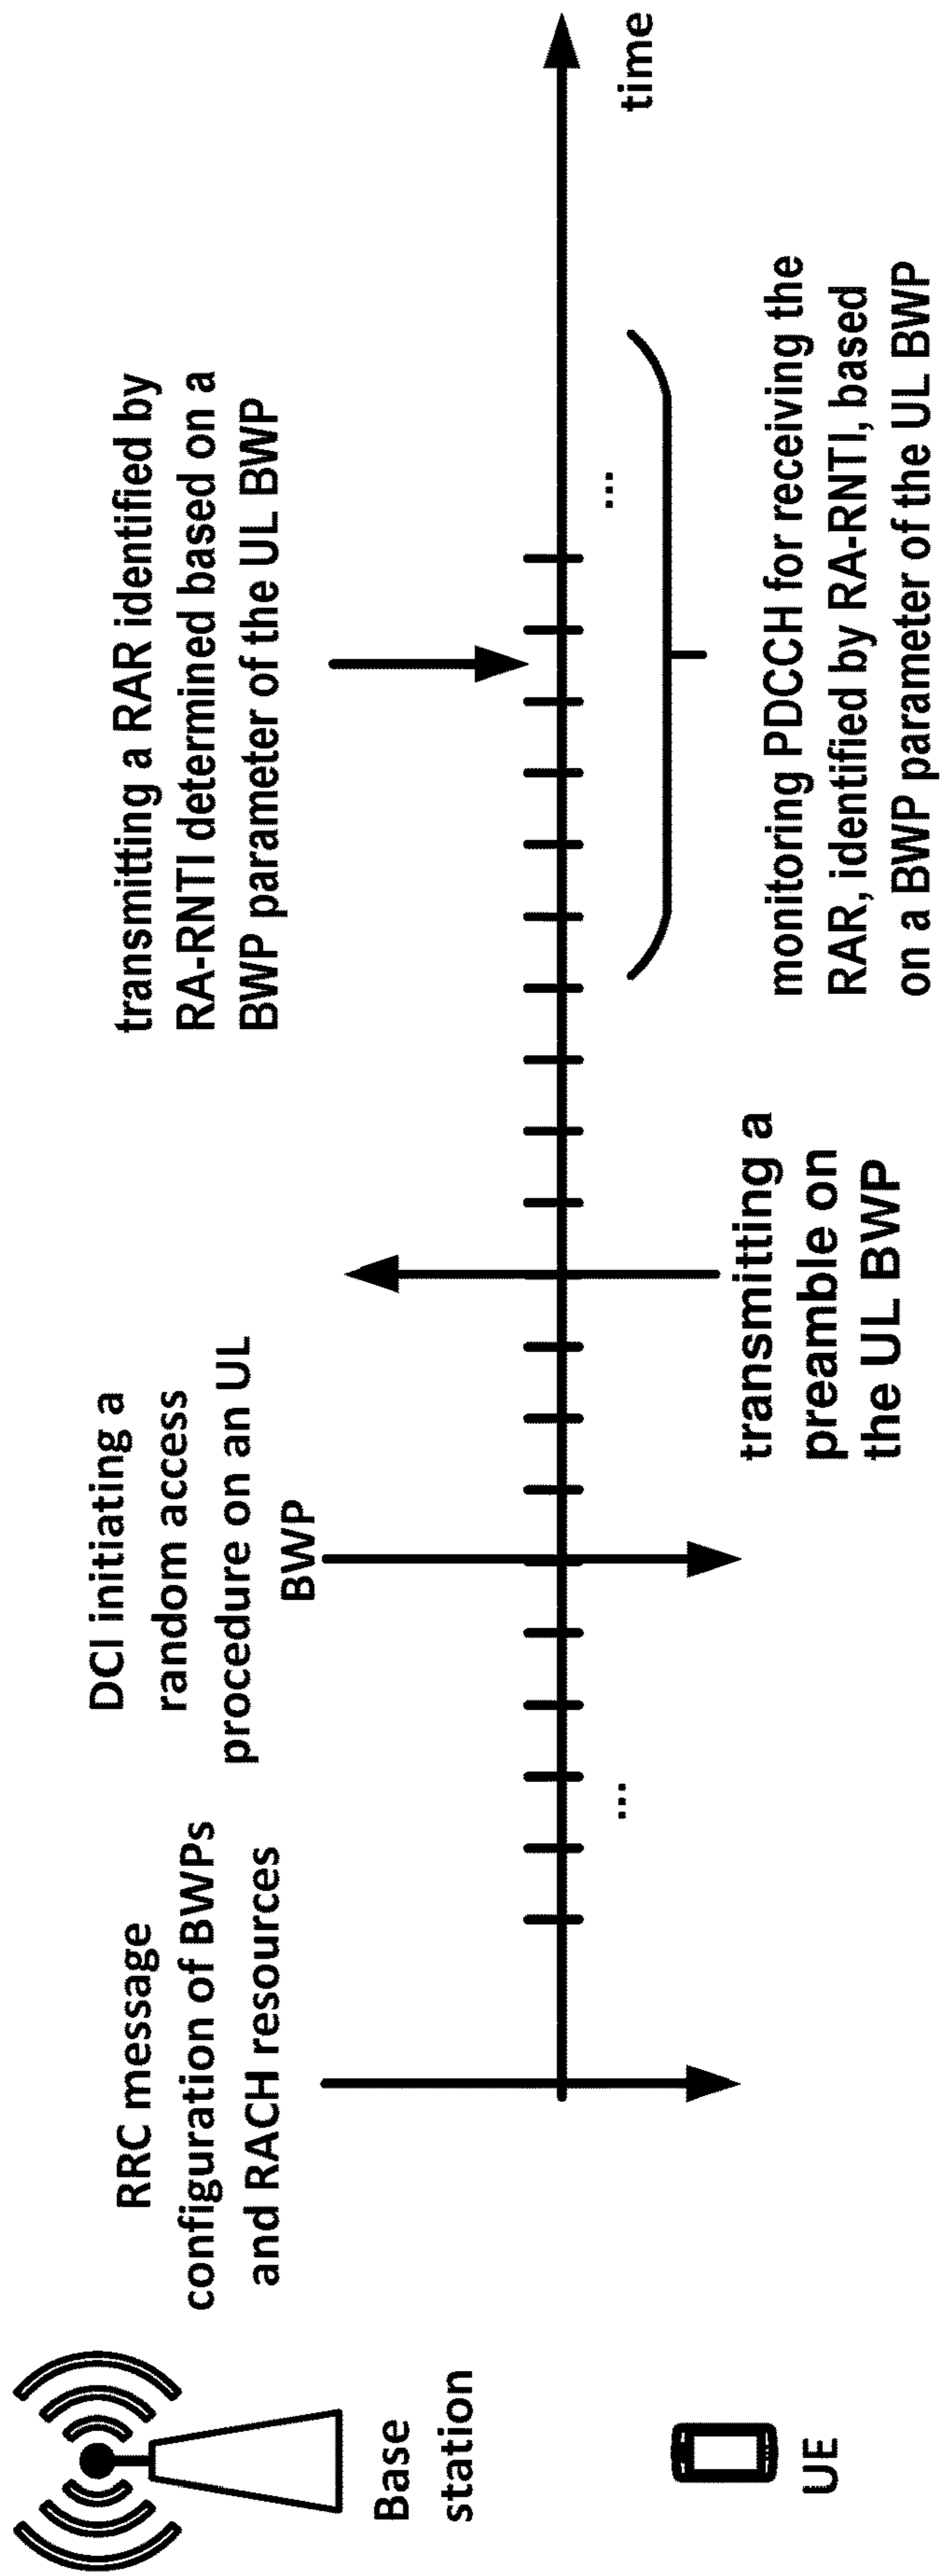 Base
station
UE
RRC message
configuration of BWPs
and RACH resources
...
DCI initiating a
random access
procedure on an UL
BWP
transmitting a
preamble on
the UL BWP
transmitting a RAR identified by
RA-RNTI determined based on a
BWP parameter of the UL BWP
...
monitoring PDCCH for receiving the
RAR, identified by RA-RNTI, based
on a BWP parameter of the UL BWP
time